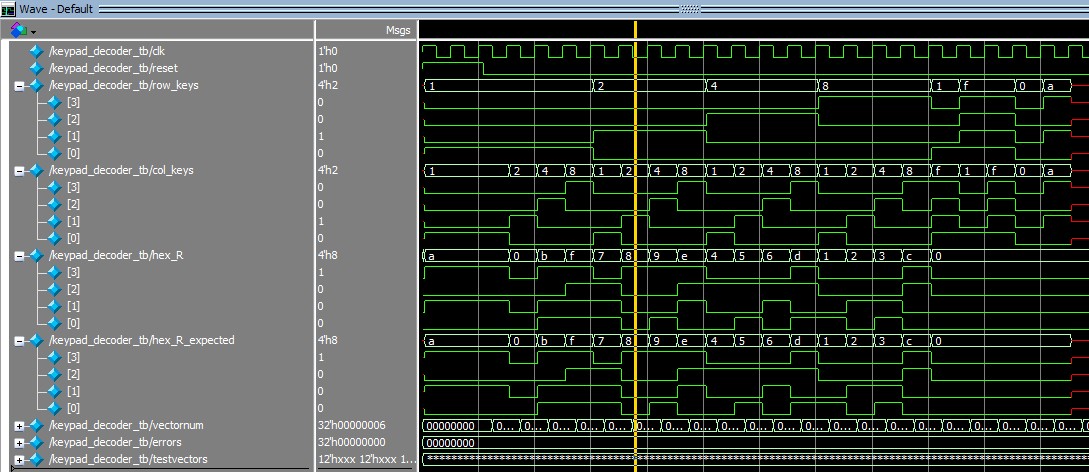 Wave - Default
Msgs
/keypad_decoder_tb/clk 1'h0
/keypad_decoder_tb/reset 1'h0
/keypad_decoder_tb/row_keys 4'h2 1 2 4 8 1 f 0 a
[3] 0
[2] 0
[1] 1
[0] 0
/keypad_decoder_tb/col_keys 4'h2 1 2 4 8 1 2 4 8 1 2 4 8 1 2 4 8 f 1 f 0 a
[3] 0
[2] 0
[1] 1
[0] 0
/keypad_decoder_tb/hex_R 4'h8 a 0 b f 7 8 9 e 4 5 6 d 1 2 3 c 0
[3] 1
[2] 0
[1] 0
[0] 0
/keypad_decoder_tb/hex_R_expected 4'h8 a 0 b f 7 8 9 e 4 5 6 d 1 2 3 c 0
[3] 1
[2] 0
[1] 0
[0] 0
/keypad_decoder_tb/vectornum 32'h00000006 00000000 0... 0... 0... 0... 0... 0... 0... 0... 0... 0... 0... 0... 0... 0... 0... 0... 0... 0... 0... 0... 0...
/keypad_decoder_tb/errors 32'h00000000 00000000
/keypad_decoder_tb/testvectors 12'hxxx 12'hxxx 1...